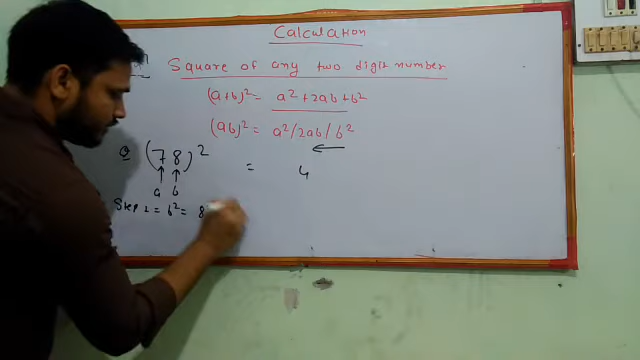 Calculation
Square of any two digit number
(a+b)² = a²+2ab+b²
(ab)² = a²/2ab/b²
Q (78)² = 4
a b
Step 1 = b² = 8